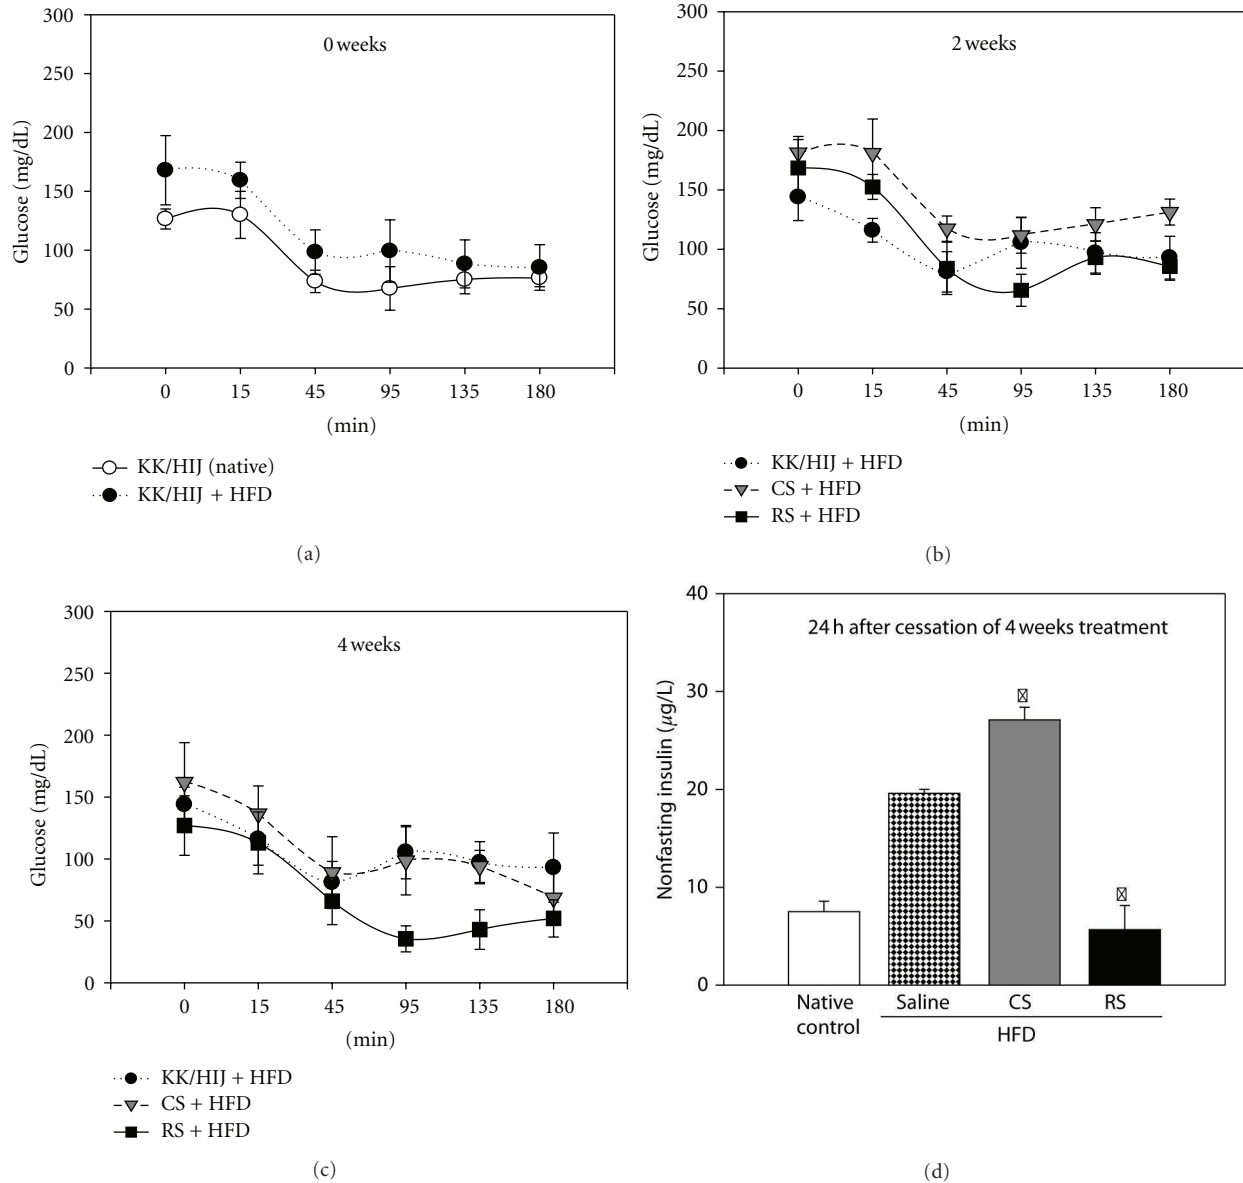 300
250
200
150
100
50
0
Glucose (mg/dL)
0 weeks
0 15 45 95 135 180
(min)
KK/HIJ (native)
KK/HIJ + HFD
(a)
300
250
200
150
100
50
0
Glucose (mg/dL)
2 weeks
0 15 45 95 135 180
(min)
KK/HIJ + HFD
CS + HFD
RS + HFD
(b)
300
250
200
150
100
50
0
Glucose (mg/dL)
4 weeks
0 15 45 95 135 180
(min)
KK/HIJ + HFD
CS + HFD
RS + HFD
(c)
40
30
20
10
0
Nonfasting insulin (μg/L)
24 h after cessation of 4 weeks treatment
Native control
Saline CS RS
HFD
(d)